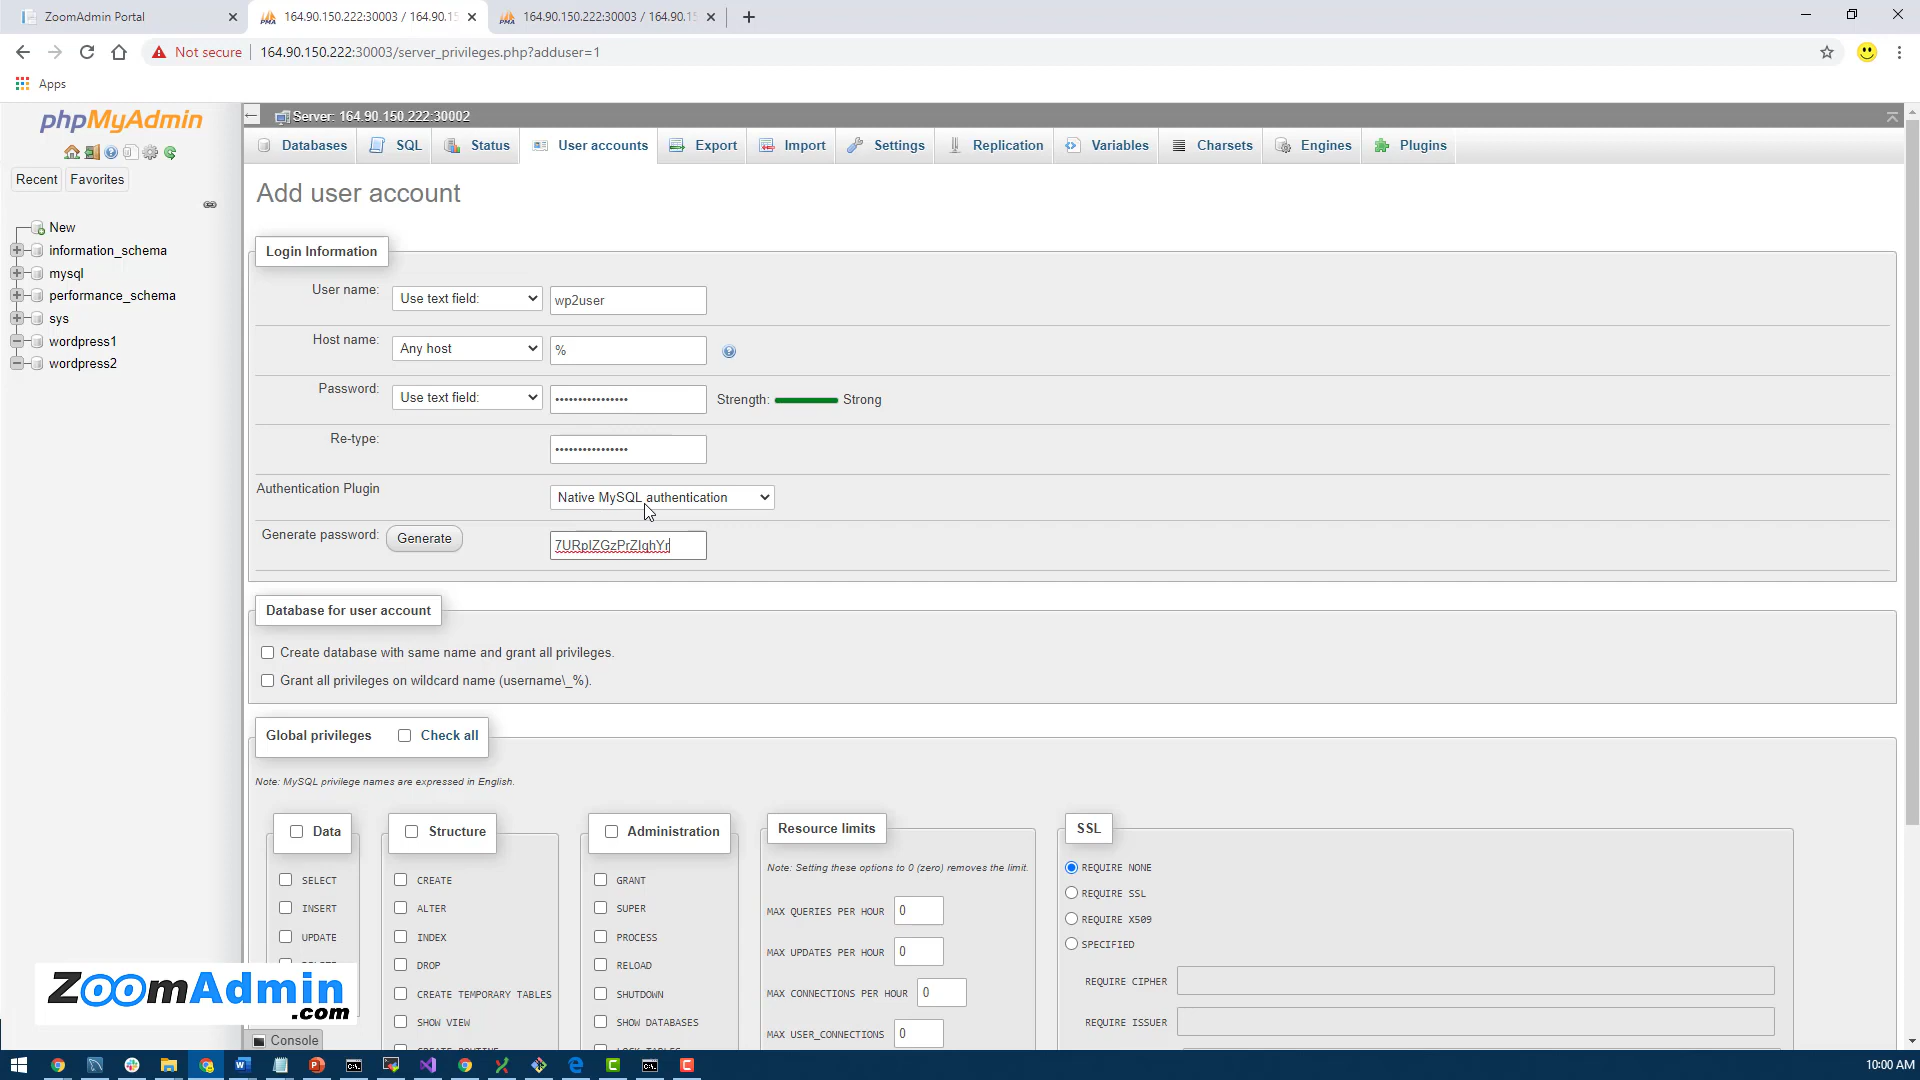 ZoomAdmin Portal
164.90.150.222:30003 / 164.90.15
164.90.150.222:30003 / 164.90.15
Not secure
164.90.150.222:30003/server_privileges.php?adduser=1
Apps
phpMyAdmin
Recent
Favorites
New
information_schema
mysql
performance_schema
sys
wordpress1
wordpress2
Server: 164.90.150.222:30002
Databases
SQL
Status
User accounts
Export
Import
Settings
Replication
Variables
Charsets
Engines
Plugins
Add user account
Login Information
User name:
Use text field:
wp2user
Host name:
Any host
%
Password:
Use text field:
Strength:
Strong
Re-type:
Authentication Plugin
Native MySQL authentication
Generate password:
Generate
Database for user account
Create database with same name and grant all privileges.
Grant all privileges on wildcard name (username\_%).
Global privileges
Check all
Note: MySQL privilege names are expressed in English.
Data
SELECT
INSERT
UPDATE
Structure
CREATE
ALTER
INDEX
DROP
CREATE TEMPORARY TABLES
SHOW VIEW
Administration
GRANT
SUPER
PROCESS
RELOAD
SHUTDOWN
SHOW DATABASES
Resource limits
Note: Setting these options to 0 (zero) removes the limit.
MAX QUERIES PER HOUR
0
MAX UPDATES PER HOUR
0
MAX CONNECTIONS PER HOUR
0
MAX USER_CONNECTIONS
0
SSL
REQUIRE NONE
REQUIRE SSL
REQUIRE X509
SPECIFIED
REQUIRE CIPHER
REQUIRE ISSUER
ZoomAdmin
.com
Console
10:00 AM